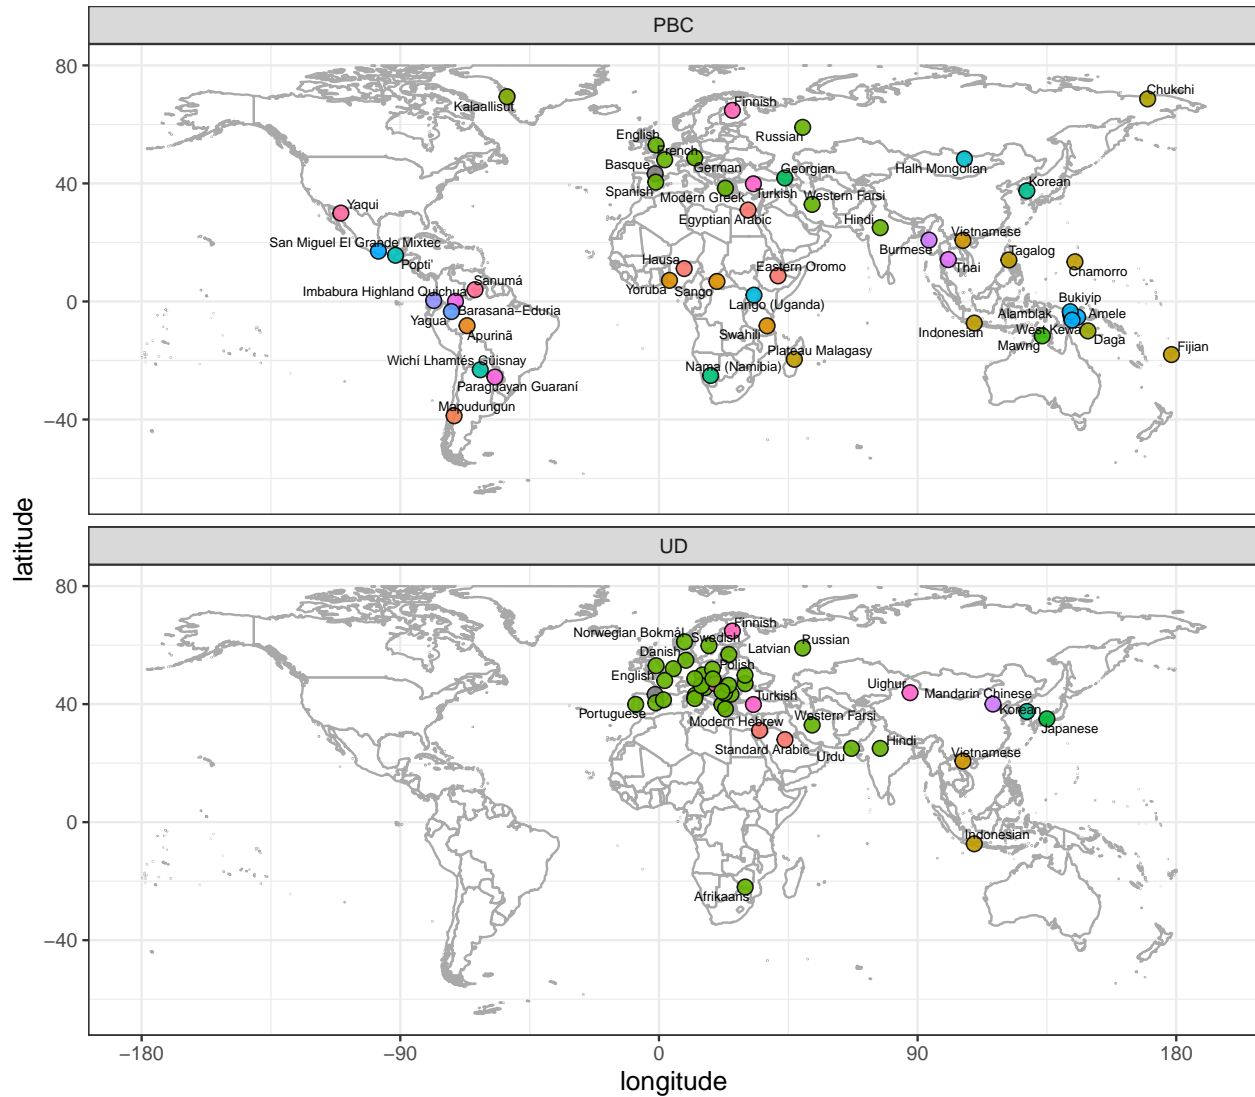 PBC
80
Chukchi
Kalaallisut
Finnish
English
Russian
French
Basque
German
Georgian
Halh Mongolian
Korean
40
Spanish
Modern Greek
Turkish
Western Farsi
Yaqui
Egyptian Arabic
Hindi
Vietnamese
San Miguel El Grande Mixtec
Burmese
Tagalog
Popti'
Hausa
Eastern Oromo
Thai
Chamorro
Sanumá
Imbabura Highland Quichua
Yoruba
Sango
Bukiyip
0
Barasana−Eduria
Lango (Uganda)
Alamblak
Amele
Yagua
Apurinã
Swahili
Indonesian
West Kewa
Daga
Mawng
Fijian
Plateau Malagasy
Wichí Lhamtés Güisnay
Nama (Namibia)
Paraguayan Guaraní
Mapudungun
−40
latitude
UD
80
Norwegian Bokmål
Finnish
Swedish
Russian
Danish
Latvian
Polish
English
Uighur
Mandarin Chinese
Turkish
40
Portuguese
Korean
Western Farsi
Modern Hebrew
Japanese
Standard Arabic
Hindi
Urdu
Vietnamese
0
Indonesian
Afrikaans
−40
−180
−90
0
90
180
longitude